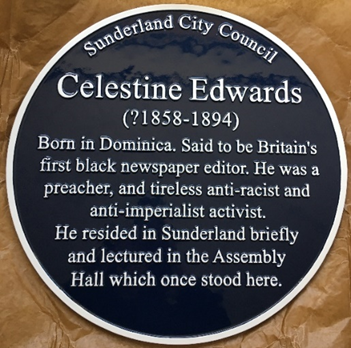 Sunderland City Council
Celestine Edwards
(?1858-1894)
Born in Dominica. Said to be Britain's
first black newspaper editor. He was a
preacher, and tireless anti-racist and
anti-imperialist activist.
He resided in Sunderland briefly
and lectured in the Assembly
Hall which once stood here.